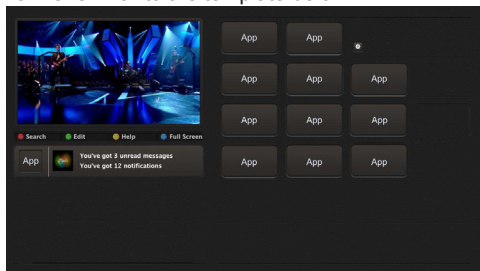 App App
App App App
App App App
App App App
Search Edit Help Full Screen
App
You've got 3 unread messages
You've got 12 notifications